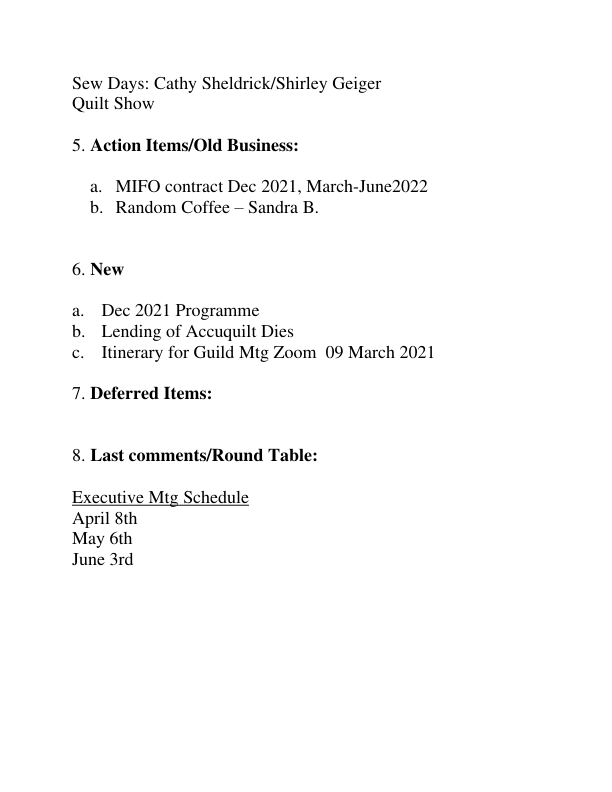 Sew Days: Cathy Sheldrick/Shirley Geiger
Quilt Show
5. Action Items/Old Business:
a. MIFO contract Dec 2021, March-June2022
b. Random Coffee – Sandra B.
6. New
a. Dec 2021 Programme
b. Lending of Accuquilt Dies
c. Itinerary for Guild Mtg Zoom  09 March 2021
7. Deferred Items:
8. Last comments/Round Table:
Executive Mtg Schedule
April 8th
May 6th
June 3rd